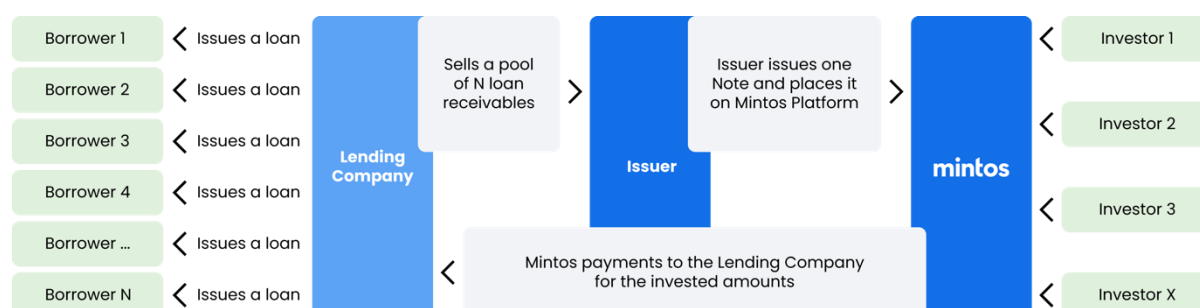 Borrower 1
Issues a loan
Borrower 2
Issues a loan
Borrower 3
Issues a loan
Borrower 4
Issues a loan
Borrower ...
Issues a loan
Borrower N
Issues a loan
Lending
Company
Sells a pool
of N loan
receivables
Issuer
Issuer issues one
Note and places it
on Mintos Platform
mintos
Mintos payments to the Lending Company
for the invested amounts
Investor 1
Investor 2
Investor 3
Investor X